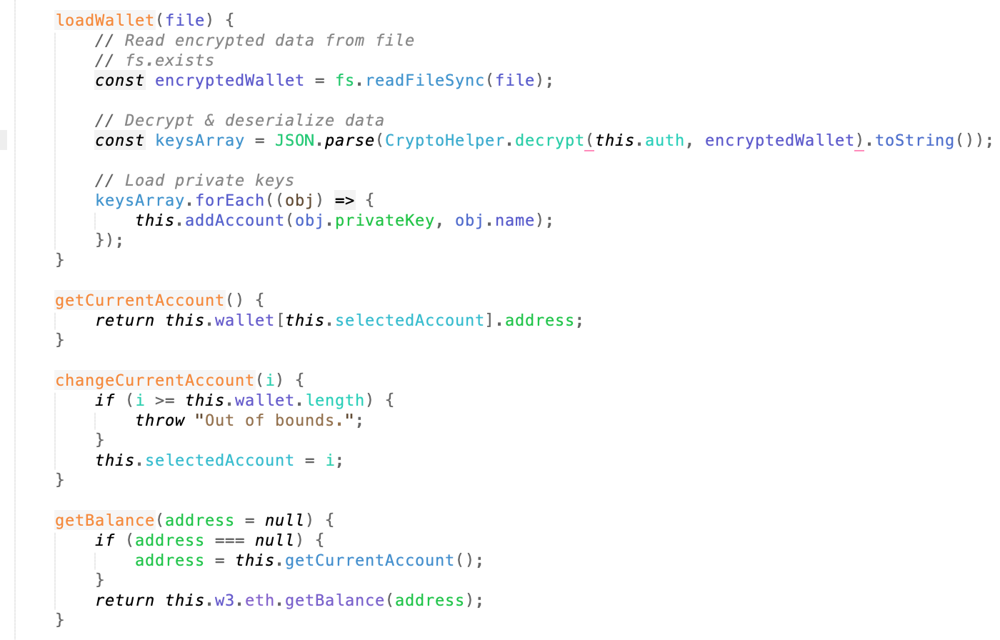 loadWallet(file) {
// Read encrypted data from file
// fs.exists
const encryptedWallet = fs.readFileSync(file);
// Decrypt & deserialize data
const keysArray = JSON.parse(CryptoHelper.decrypt(this.auth, encryptedWallet).toString());
// Load private keys
keysArray.forEach((obj) => {
this.addAccount(obj.privateKey, obj.name);
});
}
getCurrentAccount() {
return this.wallet[this.selectedAccount].address;
}
changeCurrentAccount(i) {
if (i >= this.wallet.length) {
throw "Out of bounds.";
}
this.selectedAccount = i;
}
getBalance(address = null) {
if (address === null) {
address = this.getCurrentAccount();
}
return this.w3.eth.getBalance(address);
}